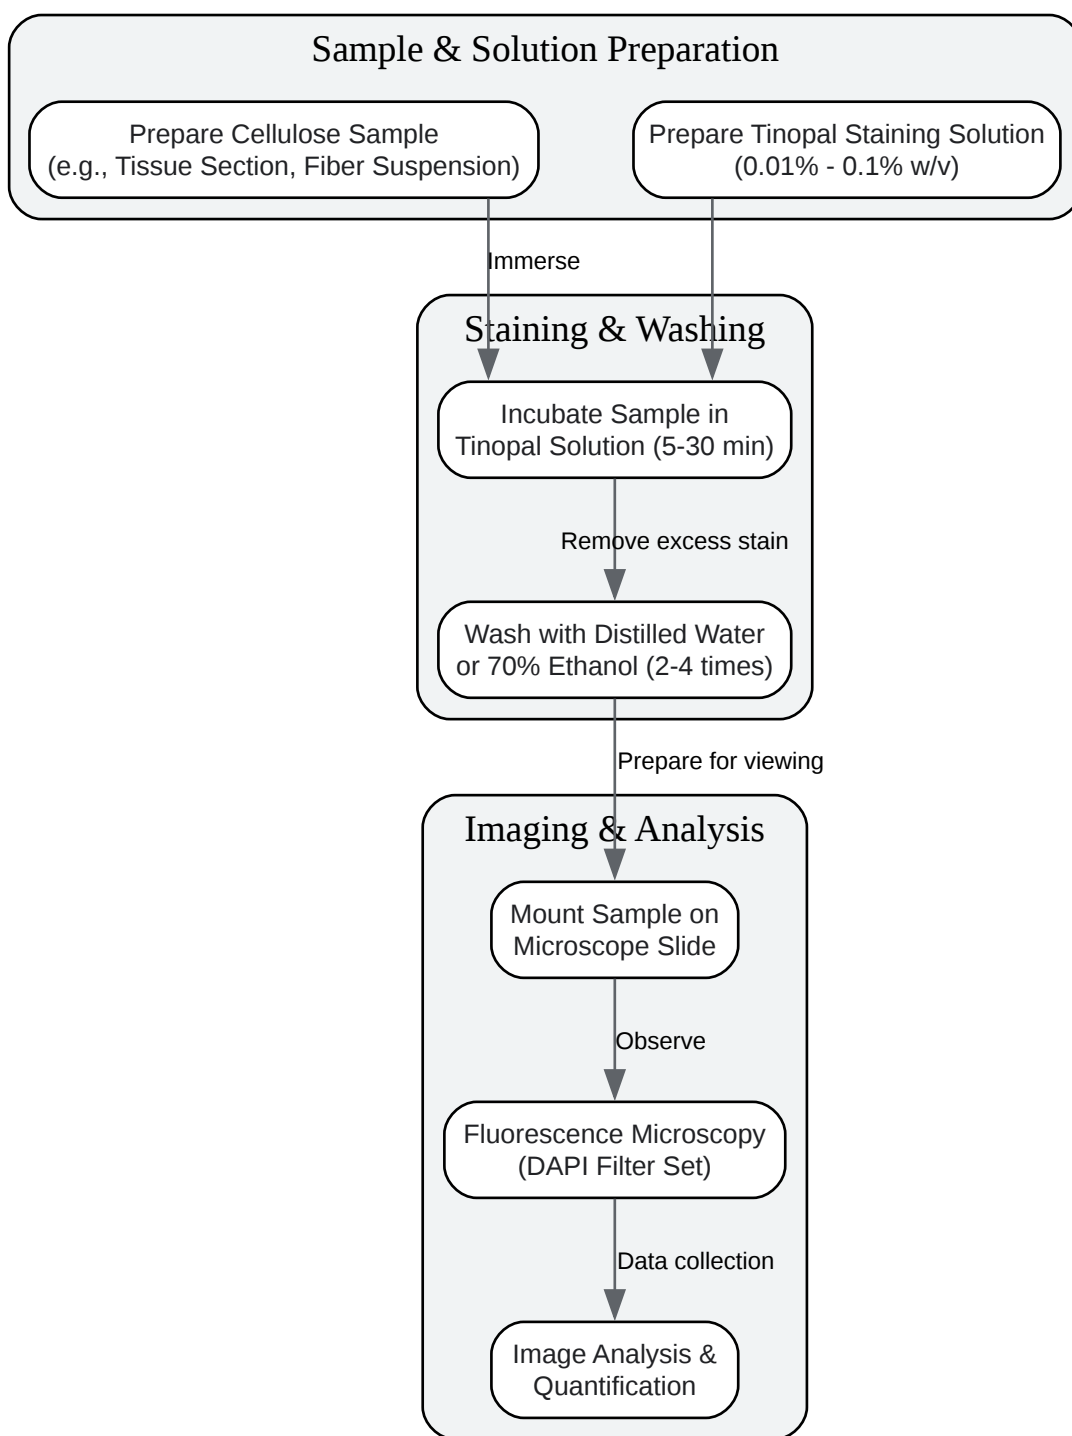 Sample & Solution Preparation
Prepare Cellulose Sample
(e.g., Tissue Section, Fiber Suspension)
Prepare Tinopal Staining Solution
(0.01% - 0.1% w/v)
Immerse
Staining & Washing
Incubate Sample in
Tinopal Solution (5-30 min)
Remove excess stain
Wash with Distilled Water
or 70% Ethanol (2-4 times)
Prepare for viewing
Imaging & Analysis
Mount Sample on
Microscope Slide
Observe
Fluorescence Microscopy
(DAPI Filter Set)
Data collection
Image Analysis &
Quantification